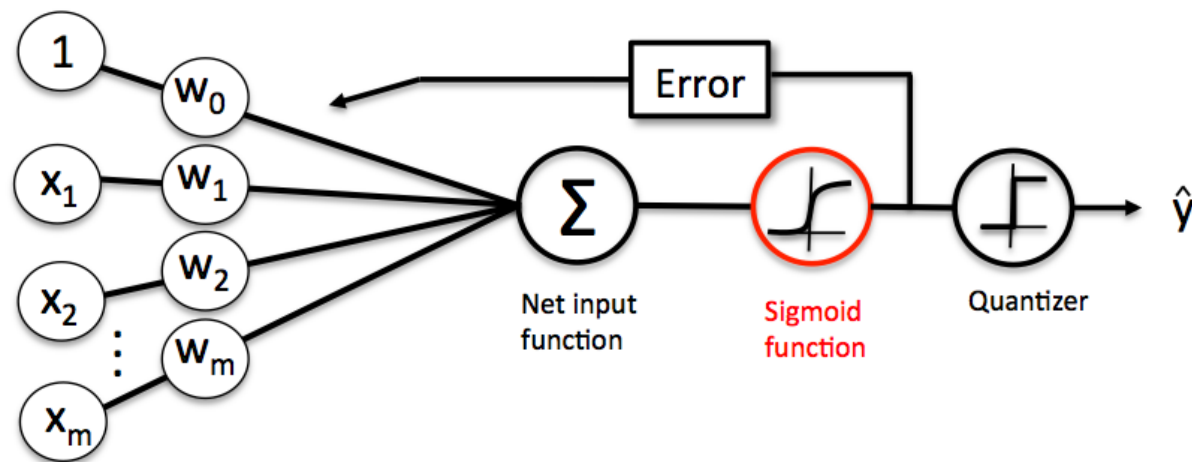 1
w₀
Error
x₁
w₁
Σ
ŷ
x₂
w₂
⋮
xₘ
wₘ
Net input
function
Sigmoid
function
Quantizer